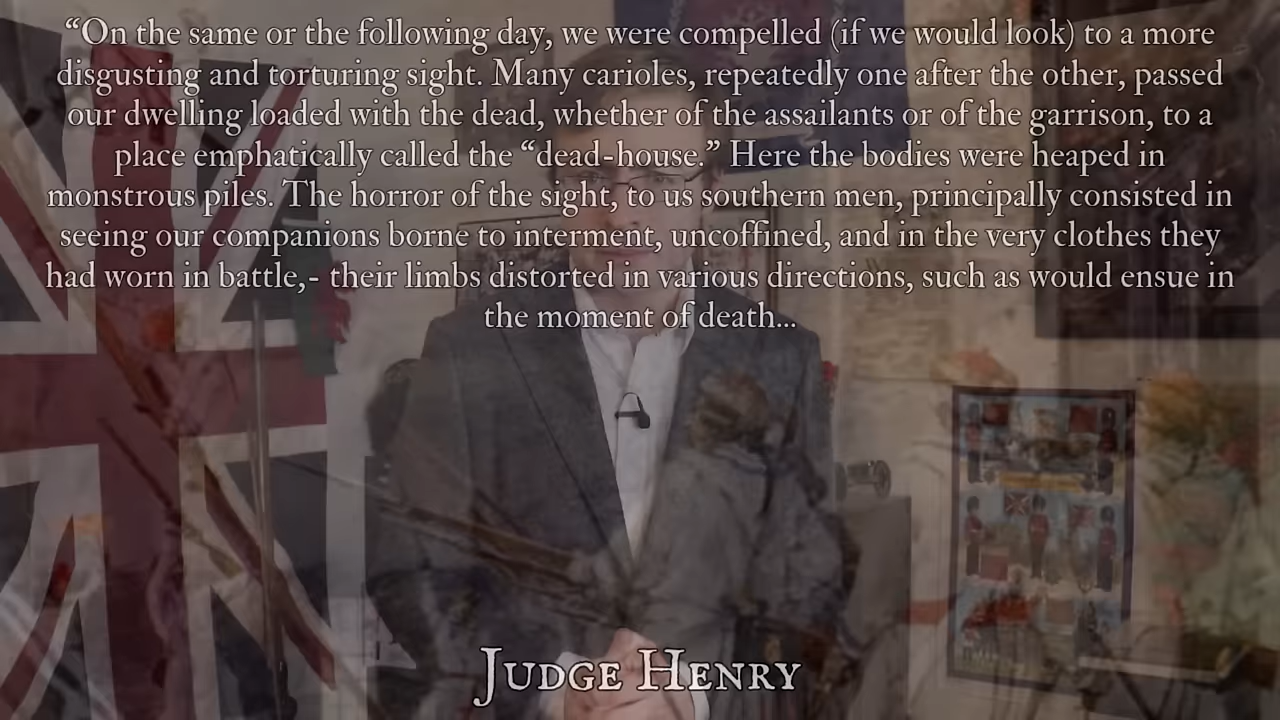 “On the same or the following day, we were compelled (if we would look) to a more
disgusting and torturing sight. Many carioles, repeatedly one after the other, passed
our dwelling loaded with the dead, whether of the assailants or of the garrison, to a
place emphatically called the “dead-house.” Here the bodies were heaped in
monstrous piles. The horror of the sight, to us southern men, principally consisted in
seeing our companions borne to interment, uncoffined, and in the very clothes they
had worn in battle,- their limbs distorted in various directions, such as would ensue in
the moment of death...
Judge Henry